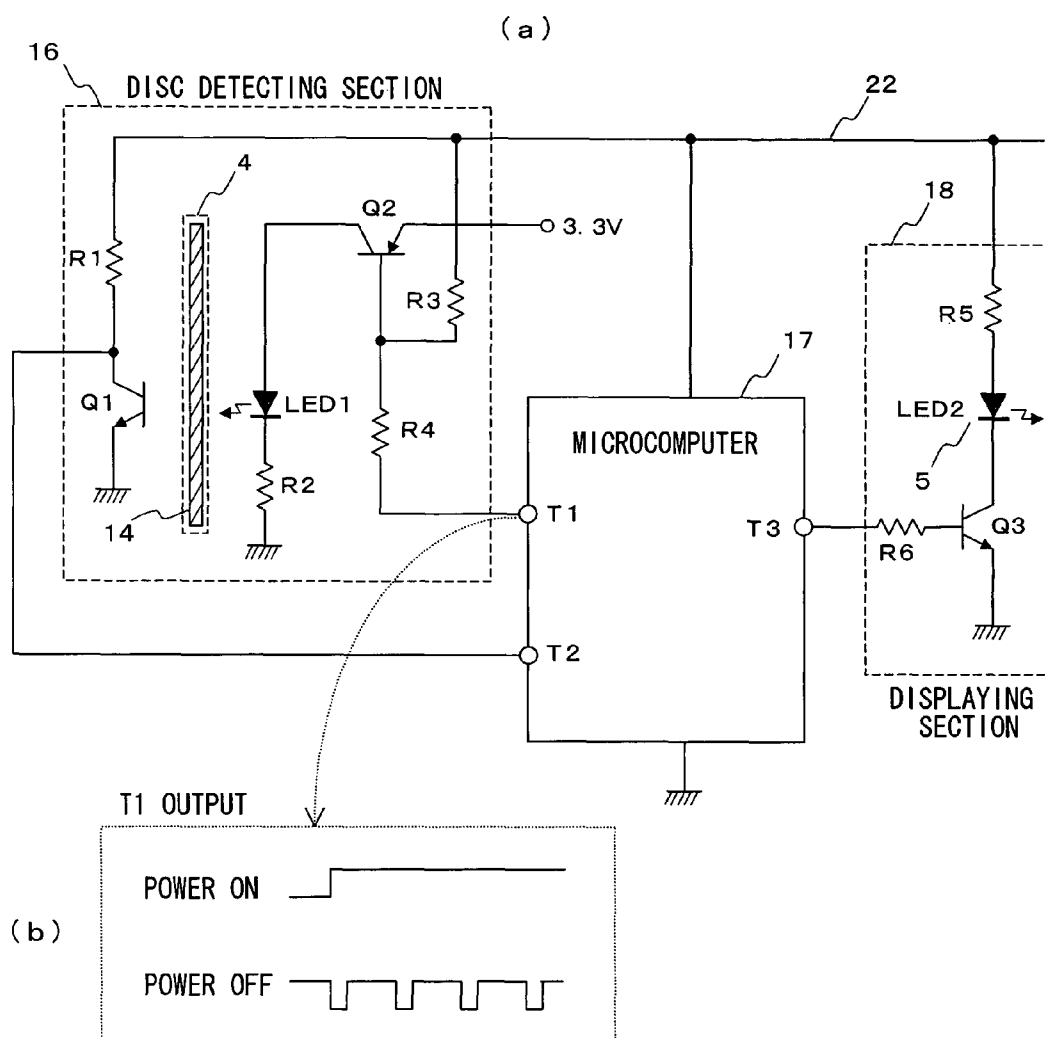 (a)
16
DISC DETECTING SECTION
22
4
Q2
18
3.3V
R1
R3
R5
17
Q1
LED1
R4
LED2
MICROCOMPUTER
R2
5
14
T1
T3
R6
Q3
T2
DISPLAYING
SECTION
T1 OUTPUT
POWER ON
(b)
POWER OFF